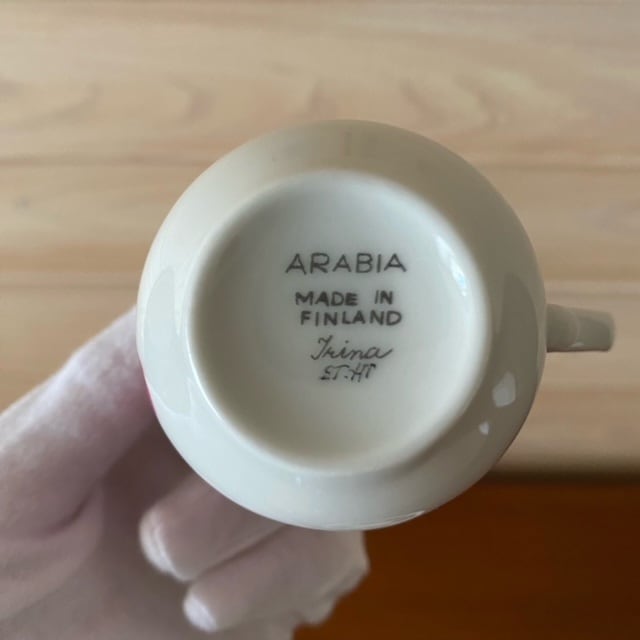 ARABIA
MADE IN
FINLAND
Irina
ET.HT